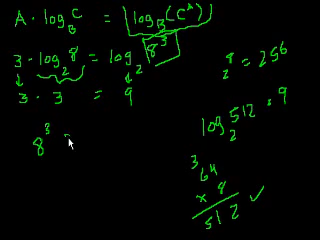 A · log_B C = log_B (C^A)
3 · log_2 8 = log_2 8^3
3 · 3 = 9
2^8 = 256
log_2 512 = 9
8^3 =
3
64
x 8
512 ✓